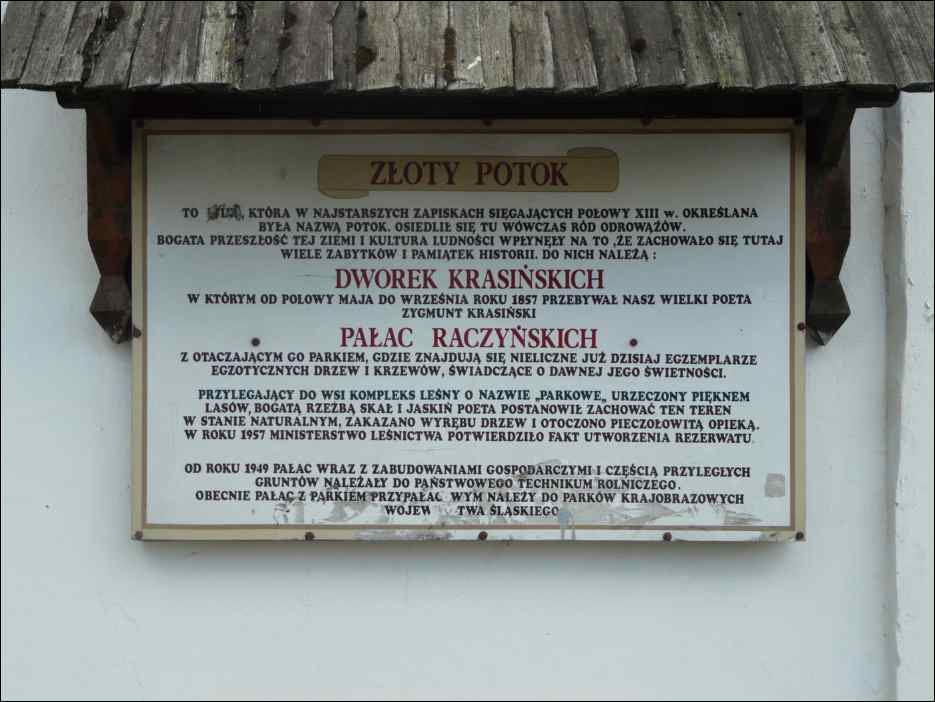 ZŁOTY POTOK
TO WIEŚ, KTÓRA W NAJSTARSZYCH ZAPISKACH SIĘGAJĄCYCH POŁOWY XIII w. OKREŚLANA
BYŁA NAZWĄ POTOK. OSIEDLIŁ SIĘ TU WÓWCZAS RÓD ODROWĄŻÓW.
BOGATA PRZESZŁOŚĆ TEJ ZIEMI I KULTURA LUDNOŚCI WPŁYNĘŁY NA TO ,ŻE ZACHOWAŁO SIĘ TUTAJ
WIELE ZABYTKÓW I PAMIĄTEK HISTORII. DO NICH NALEŻĄ :
DWOREK KRASIŃSKICH
W KTÓRYM OD POŁOWY MAJA DO WRZEŚNIA ROKU 1857 PRZEBYWAŁ NASZ WIELKI POETA
ZYGMUNT KRASIŃSKI
PAŁAC RACZYŃSKICH
Z OTACZAJĄCYM GO PARKIEM, GDZIE ZNAJDUJĄ SIĘ NIELICZNE JUŻ DZISIAJ EGZEMPLARZE
EGZOTYCZNYCH DRZEW I KRZEWÓW, ŚWIADCZĄCE O DAWNEJ JEGO ŚWIETNOŚCI.
PRZYLEGAJĄCY DO WSI KOMPLEKS LEŚNY O NAZWIE „PARKOWE„ URZECZONY PIĘKNEM
LASÓW, BOGATĄ RZEŹBĄ SKAŁ I JASKIŃ POETA POSTANOWIŁ ZACHOWAĆ TEN TEREN
W STANIE NATURALNYM, ZAKAZANO WYRĘBU DRZEW I OTOCZONO PIECZOŁOWITĄ OPIEKĄ.
W ROKU 1957 MINISTERSTWO LEŚNICTWA POTWIERDZIŁO FAKT UTWORZENIA REZERWATU.
OD ROKU 1949 PAŁAC WRAZ Z ZABUDOWANIAMI GOSPODARCZYMI I CZĘŚCIĄ PRZYLEGŁYCH
GRUNTÓW NALEŻAŁY DO PAŃSTWOWEGO TECHNIKUM ROLNICZEGO.
OBECNIE PAŁAC Z PARKIEM PRZYPAŁAC WYM NALEŻY DO PARKÓW KRAJOBRAZOWYCH
WOJEW TWA ŚLĄSKIEGO